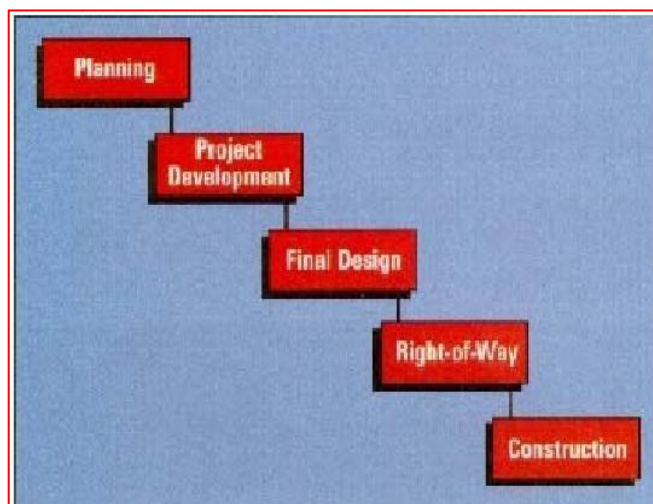 Planning
Project
Development
Final Design
Right-of-Way
Construction